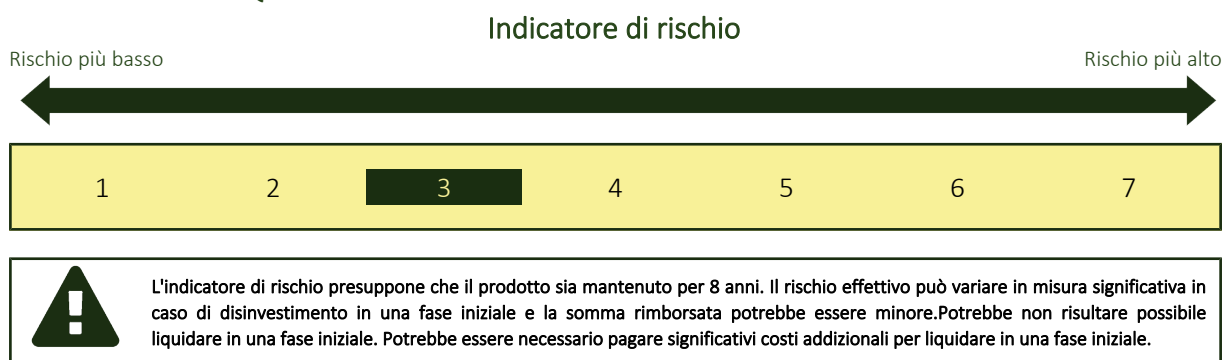 Indicatore di rischio
Rischio più basso
Rischio più alto
1 2 3 4 5 6 7
L'indicatore di rischio presuppone che il prodotto sia mantenuto per 8 anni. Il rischio effettivo può variare in misura significativa in
caso di disinvestimento in una fase iniziale e la somma rimborsata potrebbe essere minore.Potrebbe non risultare possibile
liquidare in una fase iniziale. Potrebbe essere necessario pagare significativi costi addizionali per liquidare in una fase iniziale.